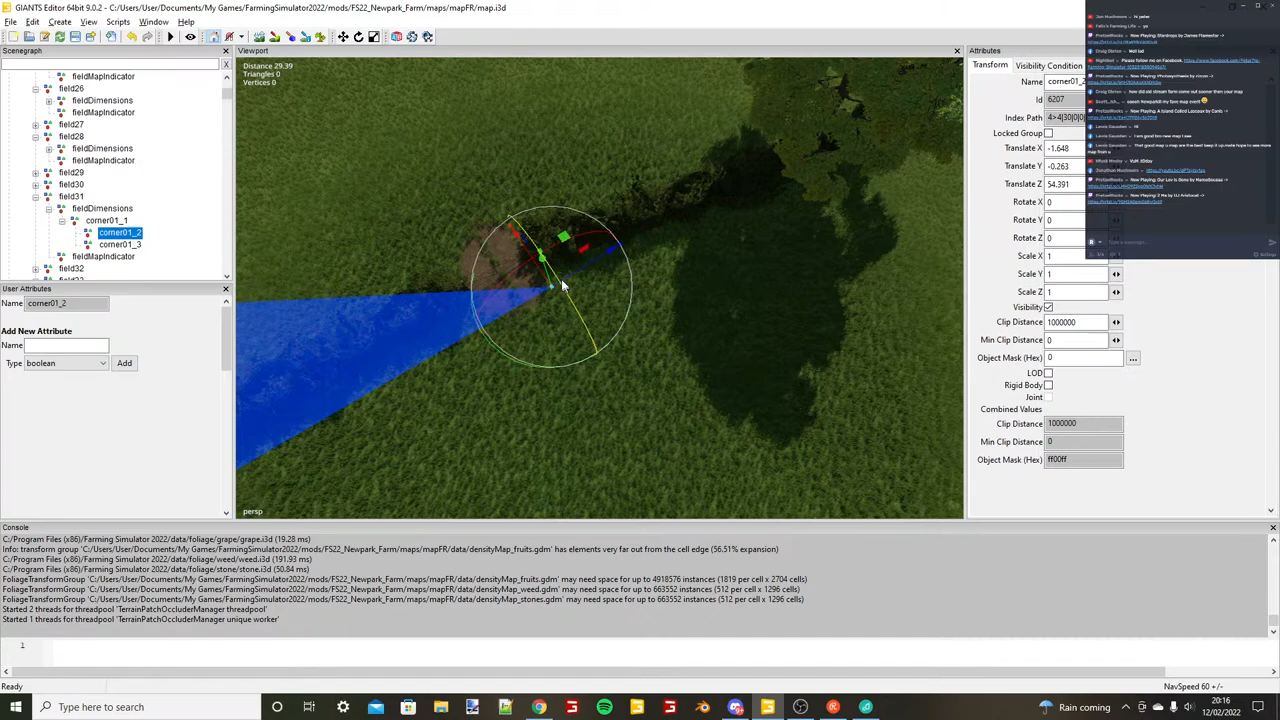 GIANTS Editor 64bit 9.0.2 - C:/Users/User/Documents/My Games/FarmingSimulator2022/mods/FS22_Newpark_Farm/maps/mapFR/map.i3d
File Edit View Scripts Window Help
Scenegraph
X
fieldMapIndicator
field26
fieldDimensions
fieldMapIndicator
field27
field28
fieldDimensions
fieldMapIndicator
field29
field30
field31
fieldDimensions
corner01_1
corner01_2
corner01_3
fieldMapIndicator
field32
User Attributes
Name corner01_2
Add New Attribute
Name
Type boolean Add
Viewport
Distance 29.39
Triangles 0
Vertices 0
persp
Attributes
Transform Visibility Condition
Name corner01_
6207
Index Path 4>4|30|0|0
Locked Group
Translate X -1.648
Translate Y -0.263
Translate Z 54.391
Rotate X
Rotate Y 0
Rotate Z 0
Scale X 1
Scale Y 1
Scale Z 1
Visibility
Clip Distance 1000000
Min Clip Distance 0
Object Mask (Hex) 0 ...
LOD
Rigid Body
Joint
Combined Values
Clip Distance 1000000
Min Clip Distance 0
Object Mask (Hex) ff00ff
Console
C:/Program Files (x86)/Farming Simulator 2022/data/foliage/grape/grape.i3d (19.28 ms)
Info: transform group 'C:/Users/User/Documents/My Games/FarmingSimulator2022/mods/FS22_Newpark_Farm/maps/mapFR/data/densityMap_fruits.gdm' has elements very far out from the cell edge (56.51% expansion)
C:/Program Files (x86)/Farming Simulator 2022/data/foliage/weed/weed.i3d (191.93 ms)
C:/Program Files (x86)/Farming Simulator 2022/data/foliage/stone/stone.i3d (50.84 ms)
FoliageTransformGroup 'C:/Users/User/Documents/My Games/FarmingSimulator2022/mods/FS22_Newpark_Farm/maps/mapFR/data/densityMap_fruits.gdm' may need space for up to 4918576 instances (1819 per cell x 2704 cells)
FoliageTransformGroup 'C:/Users/User/Documents/My Games/FarmingSimulator2022/mods/FS22_Newpark_Farm/maps/mapFR/data/densityMap_weed.gdm' may need space for up to 663552 instances (512 per cell x 1296 cells)
FoliageTransformGroup 'C:/Users/User/Documents/My Games/FarmingSimulator2022/mods/FS22_Newpark_Farm/maps/mapFR/data/densityMap_stones.gdm' may need space for up to 663552 instances (512 per cell x 1296 cells)
Started 2 threads for threadpool 'TerrainPatchOccluderManager threadpool'
Started 1 threads for threadpool 'TerrainPatchOccluderManager unique worker'
1
Ready
NavSpeed 60 +/-
Type here to search
Rain coming
20:16
12/02/2022